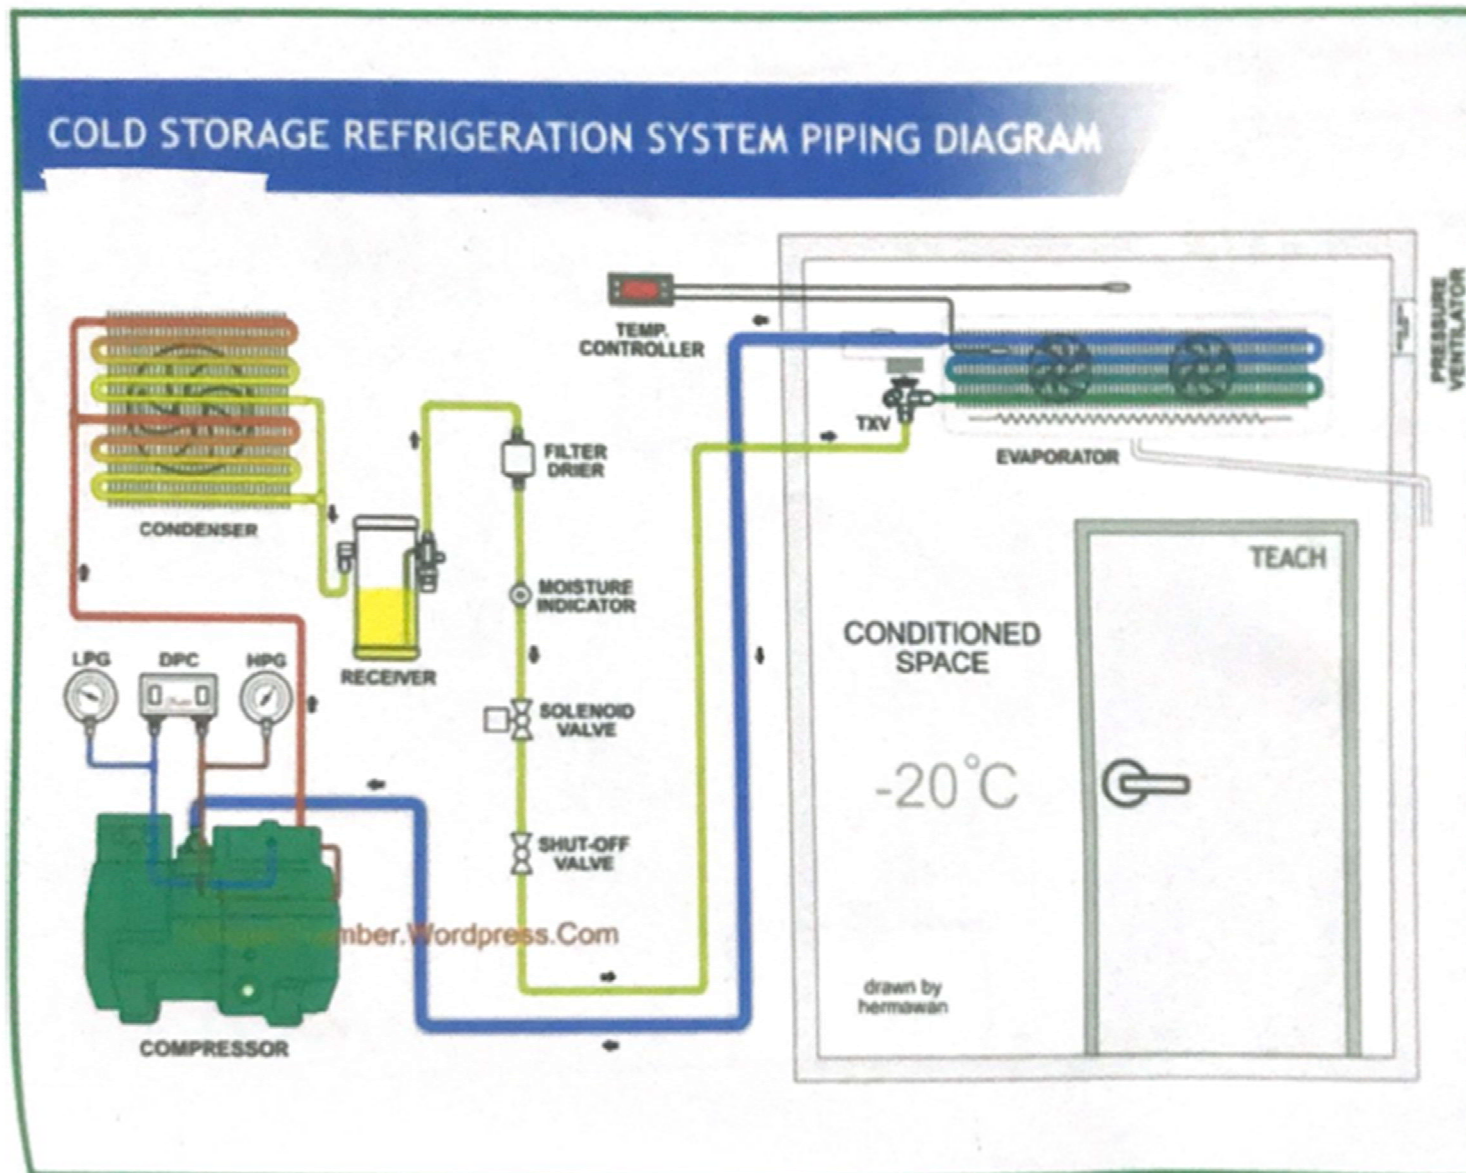 COLD STORAGE REFRIGERATION SYSTEM PIPING DIAGRAM
TEMP.
CONTROLLER
PRESSURE
VENTILATOR
TXV
EVAPORATOR
FILTER
DRIER
CONDENSER
MOISTURE
INDICATOR
TEACH
CONDITIONED
SPACE
LPG
DPC
HPG
RECEIVER
SOLENOID
VALVE
-20°C
SHUT-OFF
VALVE
mber.Wordpress.Com
drawn by
hermawan
COMPRESSOR